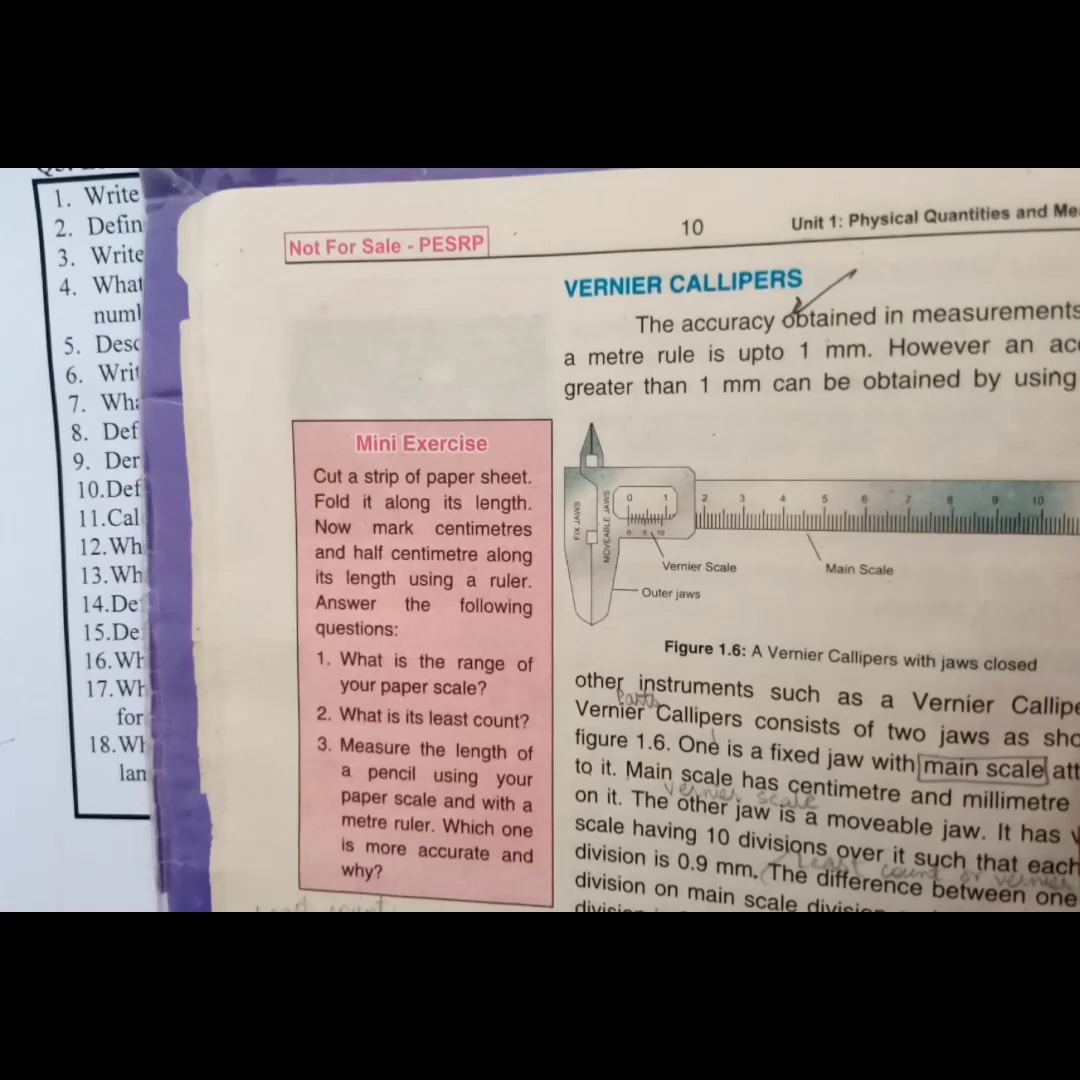 1. Write
2. Defin
3. Write
4. What
numl
5. Desc
6. Writ
7. Wha
8. Def
9. Der
10.Def
11.Cal
12.Wh
13.Wh
14.De
15.De
16.Wh
17.Wh
for
18.Wh
lan
Not For Sale - PESRP
10
Unit 1: Physical Quantities and Me
VERNIER CALLIPERS
The accuracy obtained in measurements
a metre rule is upto 1 mm. However an acc
greater than 1 mm can be obtained by using
Mini Exercise
Cut a strip of paper sheet.
Fold it along its length.
Now mark centimetres
and half centimetre along
its length using a ruler.
Answer the following
questions:
1. What is the range of
your paper scale?
2. What is its least count?
3. Measure the length of
a pencil using your
paper scale and with a
metre ruler. Which one
is more accurate and
why?
FIX JAWS
MOVEABLE JAWS
0 1 2 3 4 5 6 7 8 9 10
0 5 10
Vernier Scale
Main Scale
Outer jaws
Figure 1.6: A Vernier Callipers with jaws closed
other instruments such as a Vernier Callipe
parts
Vernier Callipers consists of two jaws as sho
figure 1.6. One is a fixed jaw with main scale att
to it. Main scale has centimetre and millimetre
vernier scale
on it. The other jaw is a moveable jaw. It has
scale having 10 divisions over it such that each
least count or vernier
division is 0.9 mm. The difference between one
division on main scale division